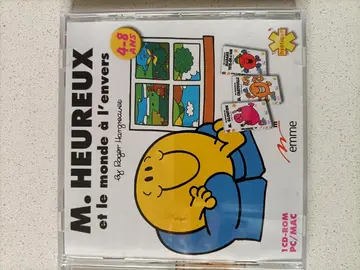 M. HEUREUX
et le monde à l'envers
by Roger Hargreaves
4-8
ANS
emme
1 CD-ROM
PC/MAC